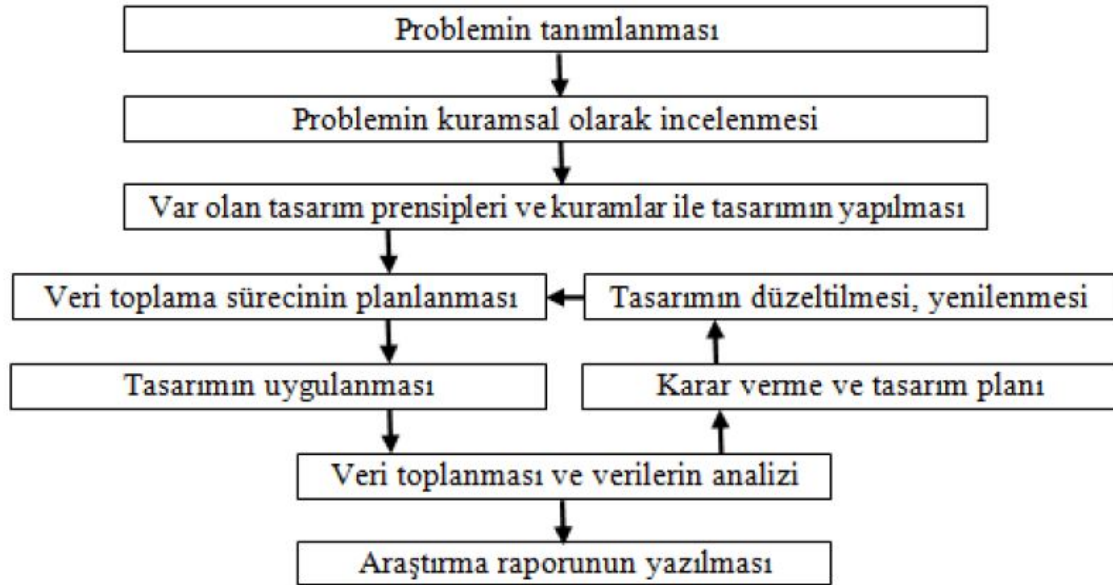 Problemin tanımlanması
Problemin kuramsal olarak incelenmesi
Var olan tasarım prensipleri ve kuramlar ile tasarımın yapılması
Veri toplama sürecinin planlanması
Tasarımın düzeltilmesi, yenilenmesi
Tasarımın uygulanması
Karar verme ve tasarım planı
Veri toplanması ve verilerin analizi
Araştırma raporunun yazılması